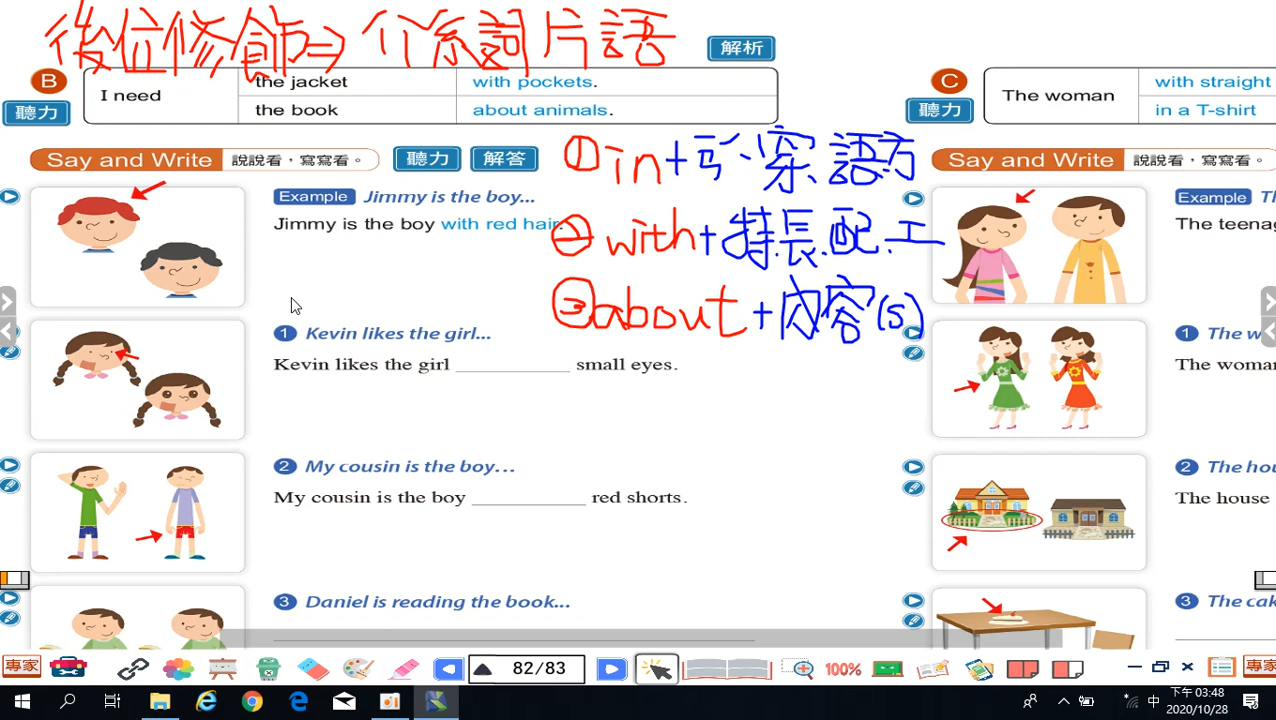 後位修飾⇒介系詞片語
解析
B
聽力
I need
the jacket
with pockets.
the book
about animals.
C
聽力
The woman
with straight
in a T-shirt
Say and Write 說說看,寫寫看。 聽力 解答
①in+ㄎ、穿、語、方
②with+特長、配、工
③about+內容(s)
Example Jimmy is the boy...
Jimmy is the boy with red hair.
1 Kevin likes the girl...
Kevin likes the girl ____________ small eyes.
2 My cousin is the boy...
My cousin is the boy ____________ red shorts.
3 Daniel is reading the book...
Say and Write 說說看,寫寫看。
Example
The teena
1 The w
The woma
2 The hou
The house
3 The cak
專家
82/83
100%
專家
中
下午 03:48
2020/10/28